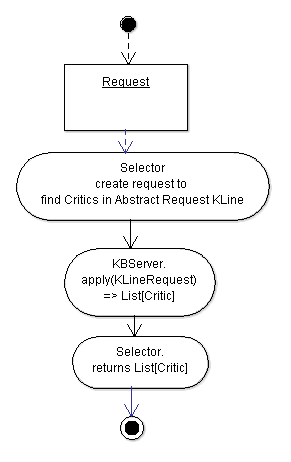 Request
Selector
create request to
find Critics in Abstract Request KLine
KBServer.
apply(KLineRequest)
=> List[Critic]
Selector.
returns List[Critic]